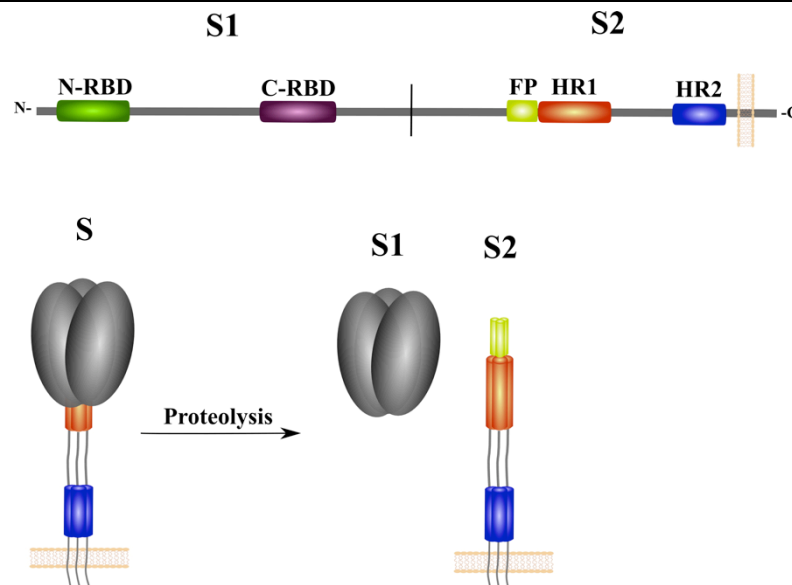 S1 S2
N-RBD C-RBD FP HR1 HR2
N- -C
S S1 S2
Proteolysis